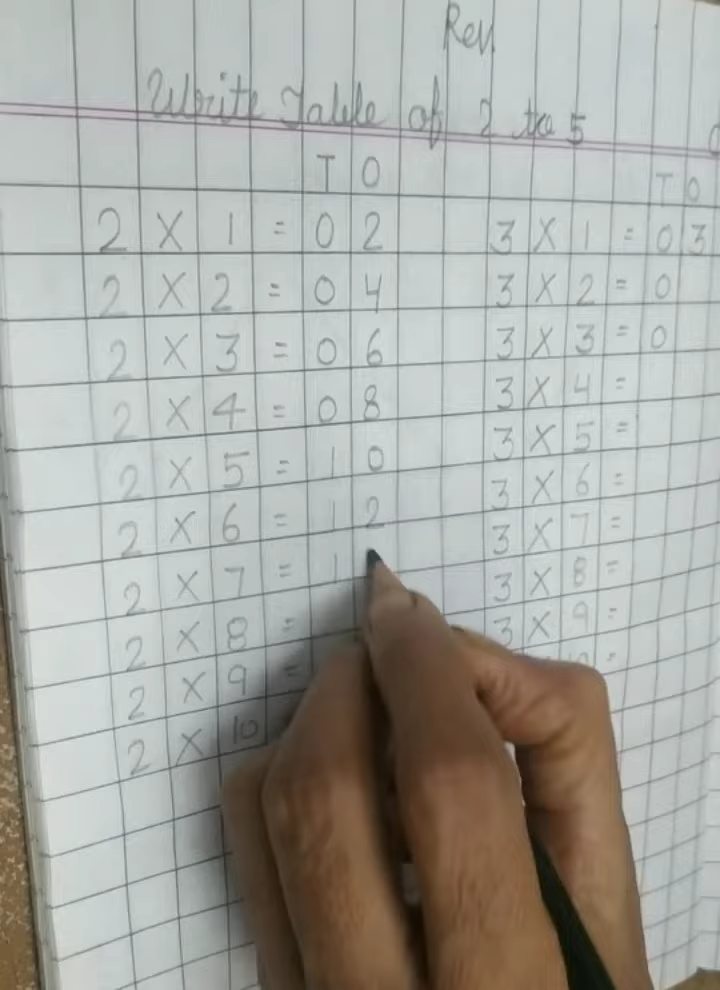 Rev
Write Table of 2 to 5
T O T O
2 X 1 = 0 2 3 X 1 = 0 3
2 X 2 = 0 4 3 X 2 = 0
2 X 3 = 0 6 3 X 3 = 0
2 X 4 = 0 8 3 X 4 =
2 X 5 = 1 0 3 X 5 =
2 X 6 = 1 2 3 X 6 =
2 X 7 = 1 3 X 7 =
2 X 8 = 3 X 8 =
2 X 9 = 3 X 9 =
2 X 10 10 =